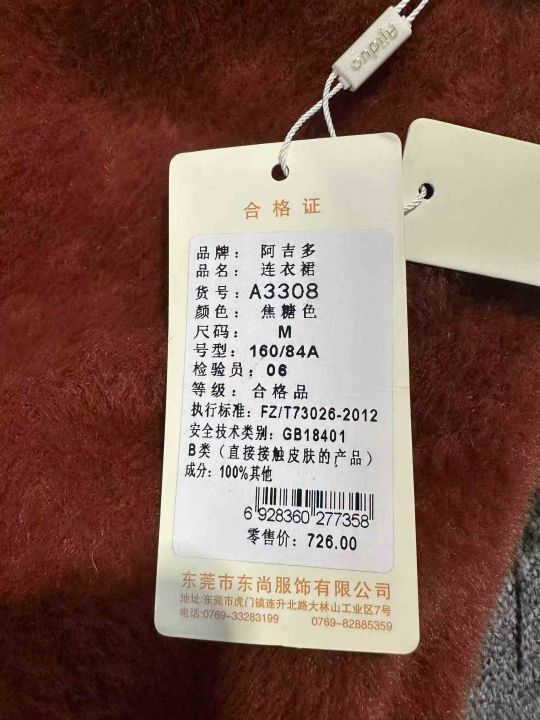 Ajiduo
合格证
品牌：阿吉多
品名：连衣裙
货号：A3308
颜色：焦糖色
尺码：M
号型：160/84A
检验员：06
等级：合格品
执行标准：FZ/T73026-2012
安全技术类别：GB18401
B类（直接接触皮肤的产品）
成分：100%其他
6 928360 277358
零售价：726.00
东莞市东尚服饰有限公司
地址:东莞市虎门镇连升北路大林山工业区7号
电话:0769-33283199 0769-82885359